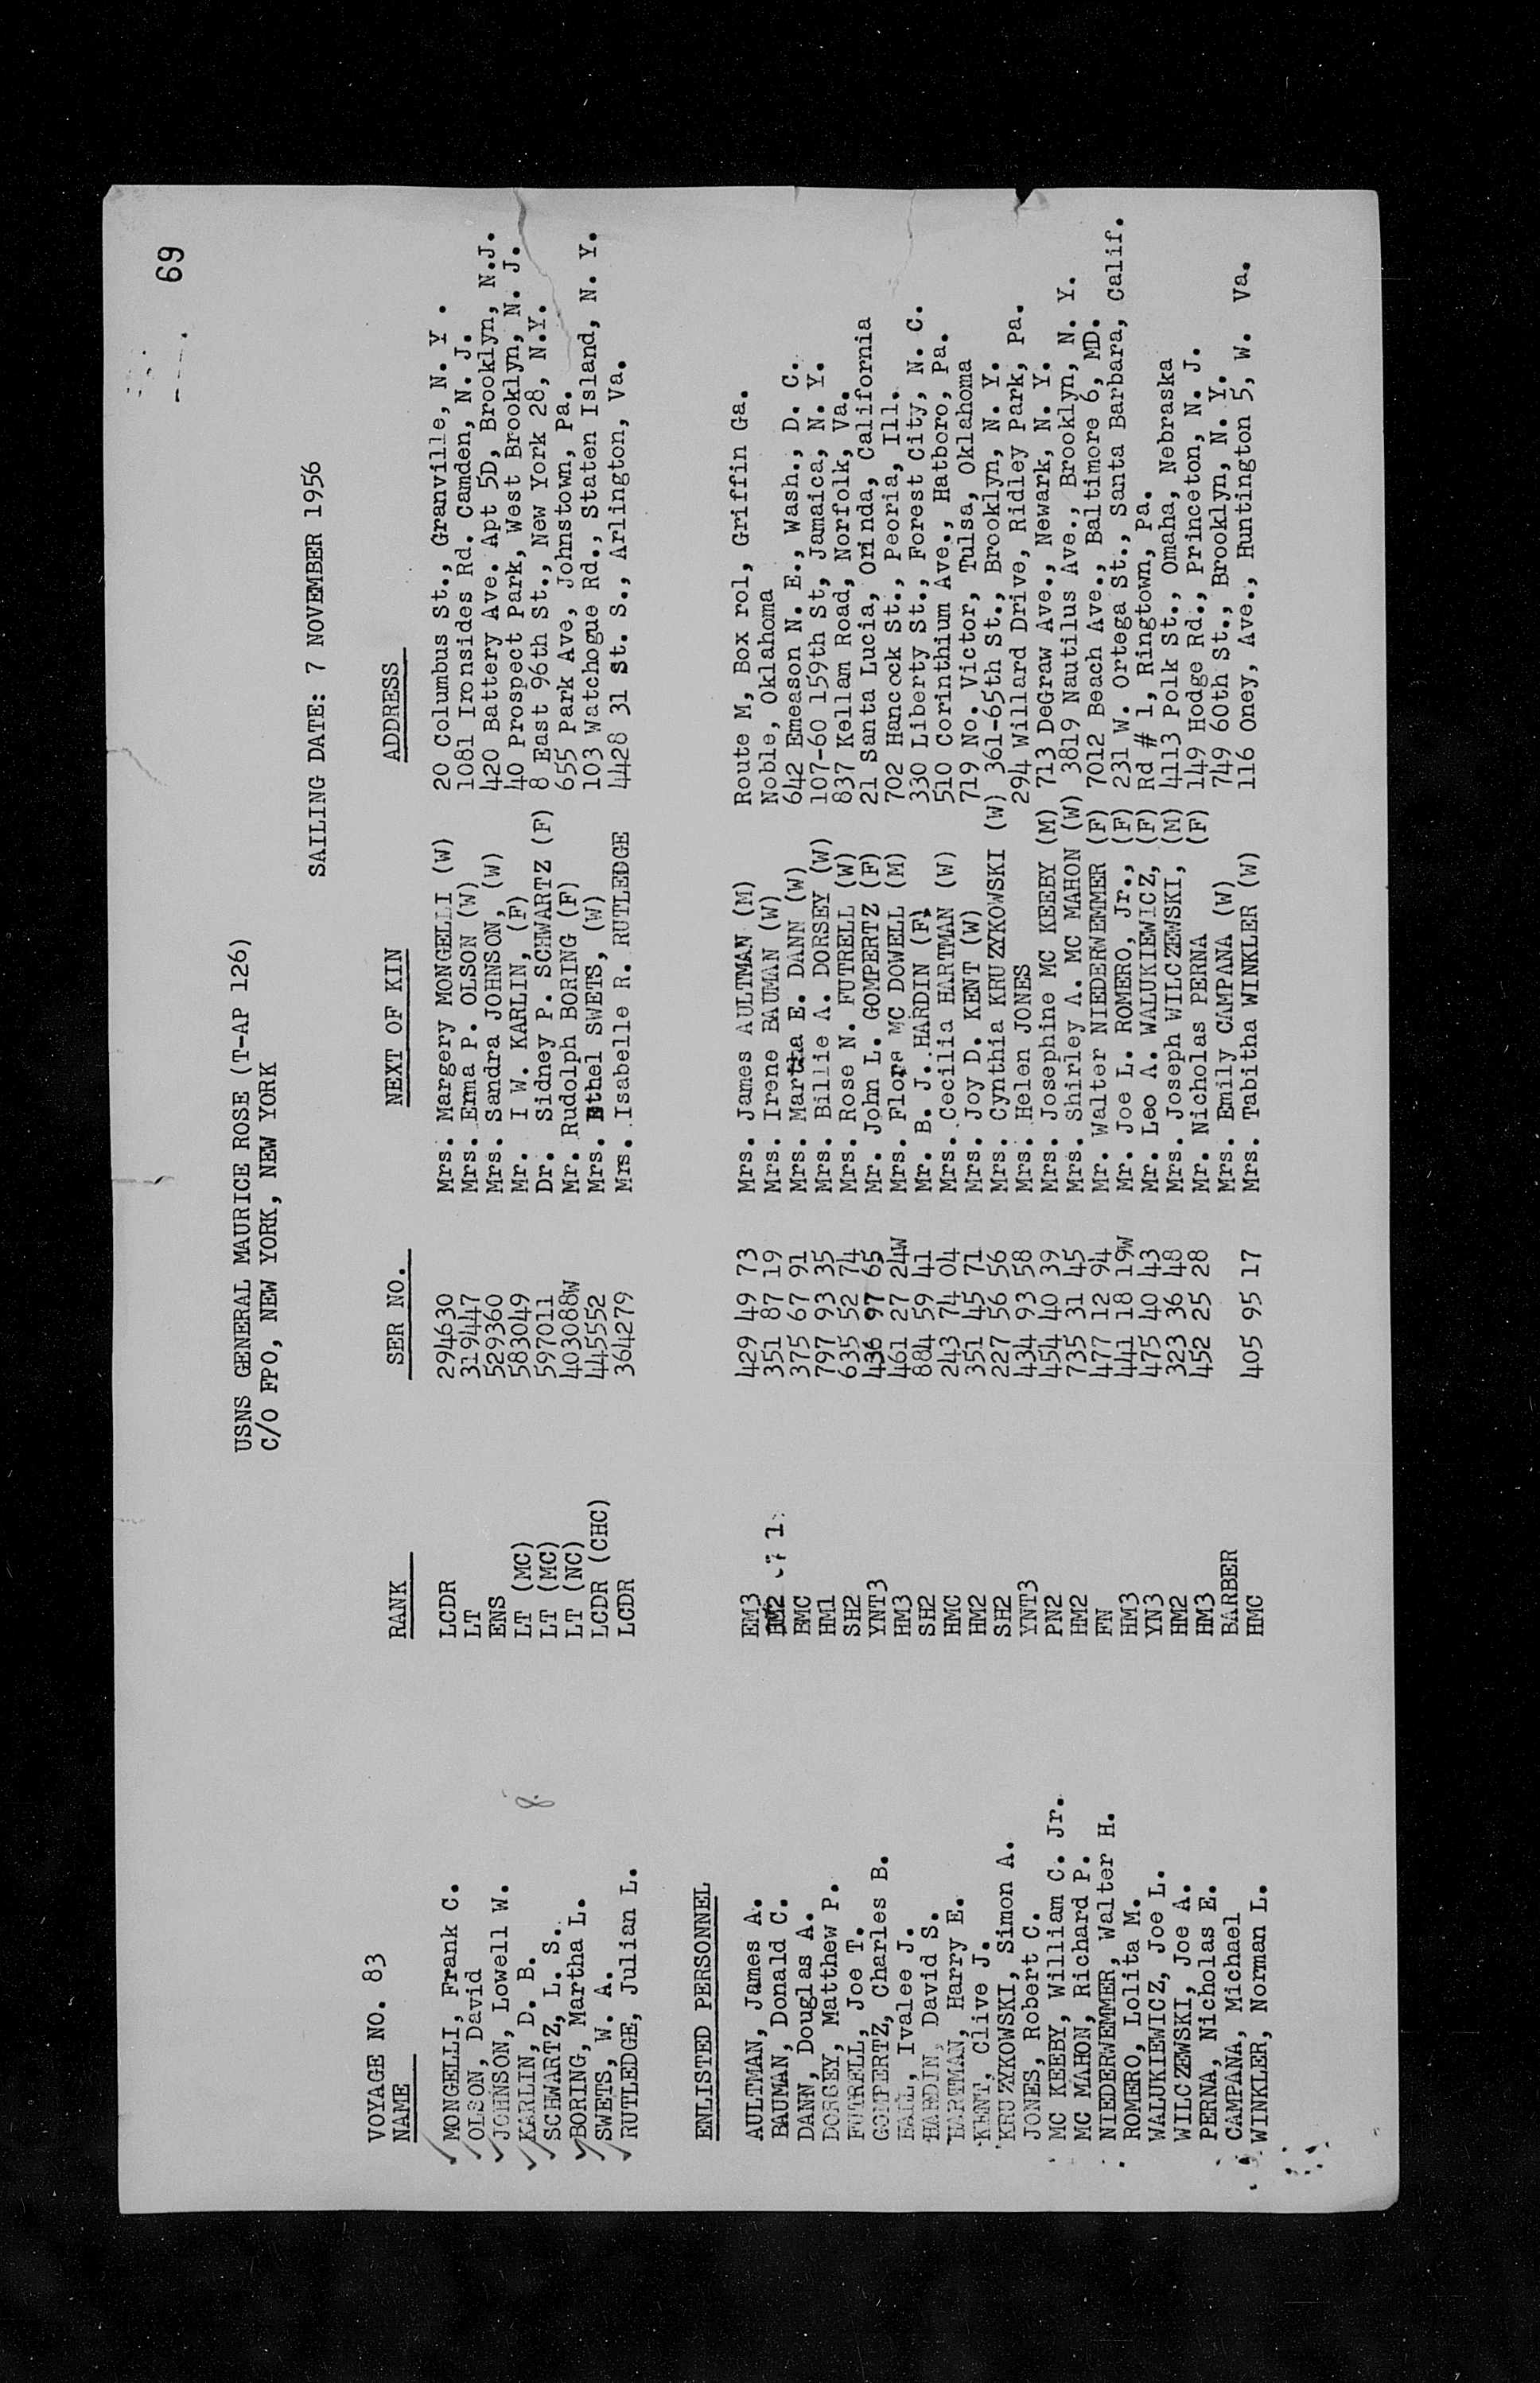 69
USNS GENERAL MAURICE ROSE (T-AP 126)
C/O FPO, NEW YORK, NEW YORK
SAILING DATE: 7 NOVEMBER 1956
VOYAGE NO. 83
NAME RANK SER NO. NEXT OF KIN ADDRESS
MONGELLI, Frank C. LCDR 294630 Mrs. Margery MONGELLI (W) 20 Columbus St., Granville, N. Y .
OLSON, David LT 319447 Mrs. Erma P. OLSON (W) 1081 Ironsides Rd. Camden, N. J.
JOHNSON, Lowell W. ENS 529360 Mrs. Sandra JOHNSON, (W) 420 Battery Ave. Apt 5D, Brooklyn, N.J.
KARLIN, D. B. LT (MC) 583049 Mr. I W. KARLIN, (F) 40 Prospect Park, West Brooklyn, N. J.
SCHWARTZ, L. S. LT (MC) 597011 Dr. Sidney P. SCHWARTZ (F) 8 East 96th St., New York 28, N.Y.
BORING, Martha L. LT (NC) 403088W Mr. Rudolph BORING (F) 655 Park Ave, Johnstown, Pa.
SWETS, W. A. LCDR (CHC) 445552 Mrs. Ethel SWETS, (W) 103 Watchogue Rd., Staten Island, N. Y.
RUTLEDGE, Julian L. LCDR 364279 Mrs. Isabelle R. RUTLEDGE 4428 31 St. S., Arlington, Va.
ENLISTED PERSONNEL
AULTMAN, James A. EM3 429 49 73 Mrs. James AULTMAN (M) Route M, Box rol, Griffin Ga.
BAUMAN, Donald C. 351 87 19 Mrs. Irene BAUMAN (W) Noble, Oklahoma
DANN, Douglas A. BMC 375 67 91 Mrs. Martha E. DANN (W) 642 Emeason N. E., Wash., D. C.
DORSEY, Matthew P. HM1 797 93 35 Mrs. Billie A. DORSEY (W) 107-60 159th St, Jamaica, N. Y.
FUTRELL, Joe T. SH2 635 52 74 Mrs. Rose N. FUTRELL (W) 837 Kellam Road, Norfolk, Va.
GOMPERTZ, Charles B. YNT3 436 97 65 Mr. John L. GOMPERTZ (F) 21 Santa Lucia, Orinda, California
Ivalee J. HM3 461 27 24W Mrs. Flora MC DOWELL (M) 702 Hancock St., Peoria, Ill.
HARDIN, David S. SH2 884 59 41 Mr. B. J. HARDIN (F) 330 Liberty St., Forest City, N. C.
HARTMAN, Harry E. HMC 243 74 04 Mrs. Cecilia HARTMAN (W) 510 Corinthium Ave., Hatboro, Pa.
KENT, Clive J. HM2 351 45 71 Mrs. Joy D. KENT (W) 719 No. Victor, Tulsa, Oklahoma
KRUZYKOWSKI, Simon A. SH2 227 56 56 Mrs. Cynthia KRUZYKOWSKI (W) 361-65th St., Brooklyn, N. Y.
JONES, Robert C. YNT3 434 93 58 Mrs. Helen JONES 294 Willard Drive, Ridley Park, Pa.
MC KEEBY, William C. Jr. PN2 454 40 39 Mrs. Josephine MC KEEBY (M) 713 DeGraw Ave., Newark, N. Y.
MC MAHON, Richard P. HM2 735 31 45 Mrs. Shirley A. MC MAHON (W) 3819 Nautilus Ave., Brooklyn, N. Y.
NIEDERWEMMER, Walter H. FN 477 12 94 Mr. Walter NIEDERWEMMER (F) 7012 Beach Ave., Baltimore 6, MD.
ROMERO, Lolita M. HM3 441 18 19W Mr. Joe L. ROMERO, Jr., (F) 231 W. Ortega St., Santa Barbara, Calif.
WALUKIEWICZ, Joe L. YN3 475 40 43 Mr. Leo A. WALUKIEWICZ, (F) Rd # 1, Ringtown, Pa.
WILCZEWSKI, Joe A. HM2 323 36 48 Mrs. Joseph WILCZEWSKI, (M) 4113 Polk St., Omaha, Nebraska
PERNA, Nicholas E. HM3 452 25 28 Mr. Nicholas PERNA (F) 149 Hodge Rd., Princeton, N. J.
CAMPANA, Michael BARBER Mrs. Emily CAMPANA (W) 749 60th St., Brooklyn, N. Y.
WINKLER, Norman L. HMC 405 95 17 Mrs. Tabitha WINKLER (W) 116 Oney, Ave., Huntington 5, W. Va.